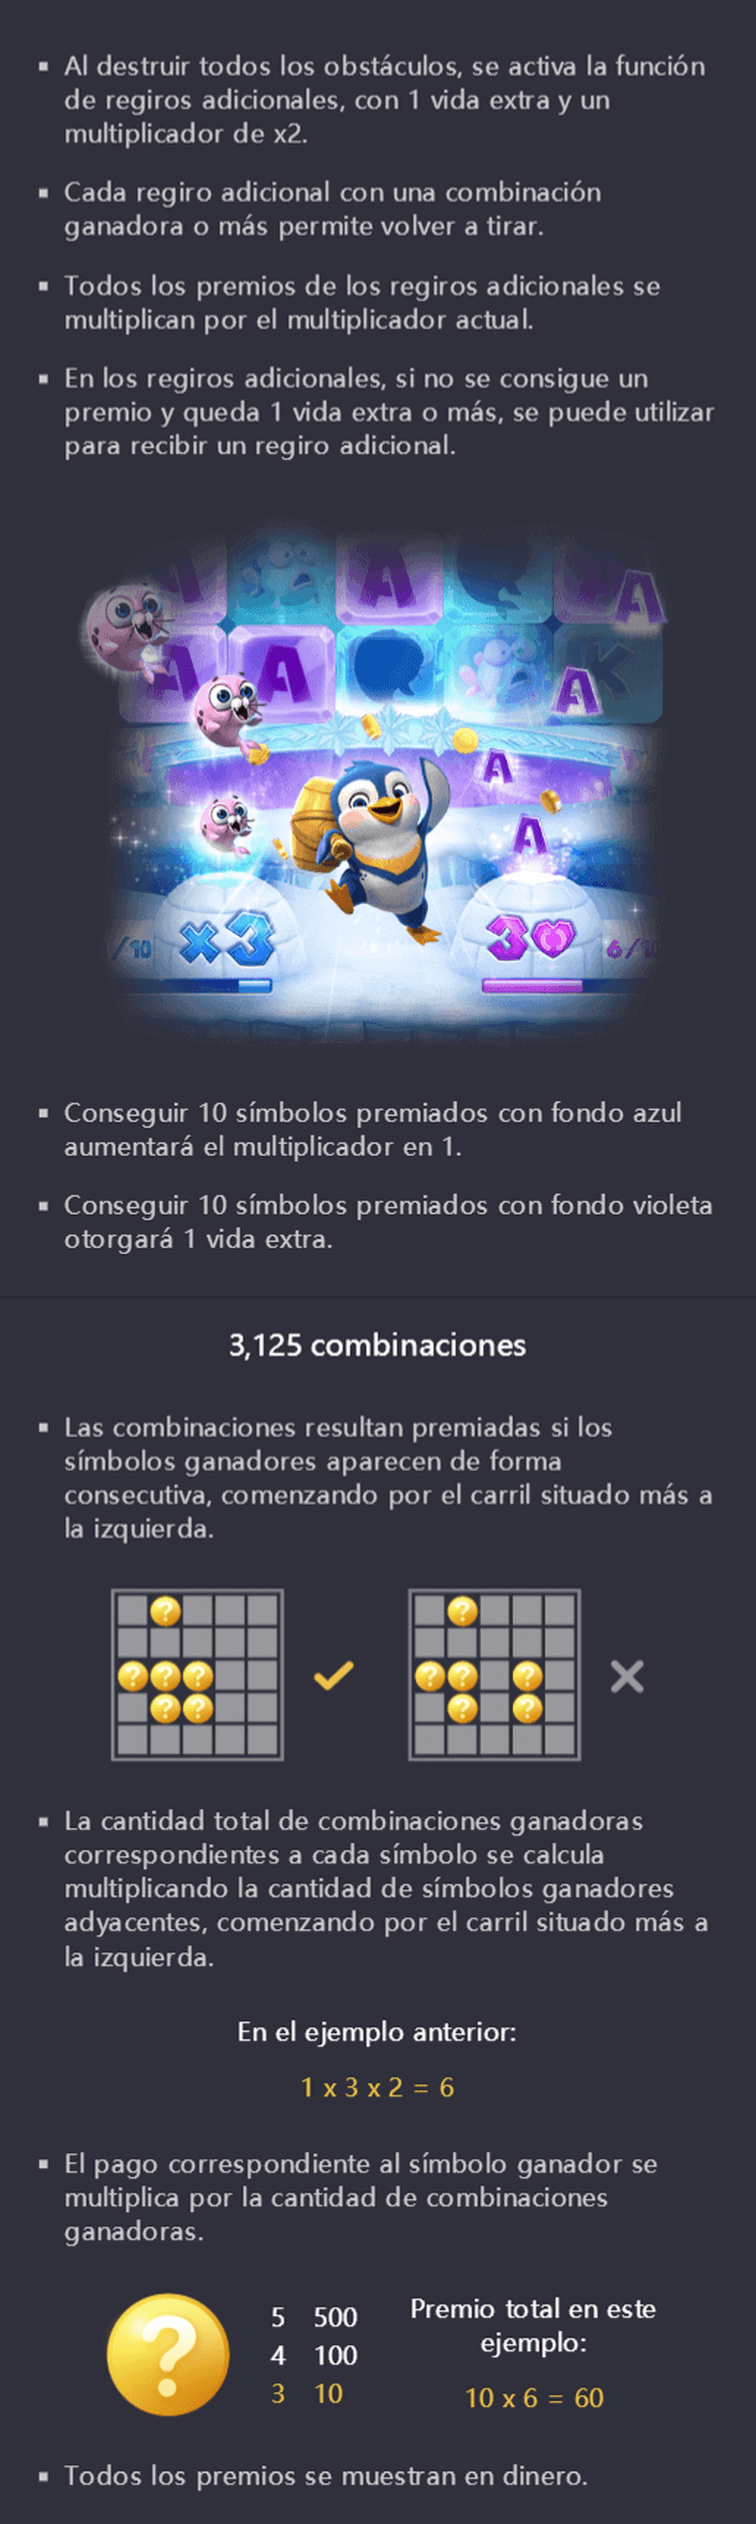 Al destruir todos los obstáculos, se activa la función
de regiros adicionales, con 1 vida extra y un
multiplicador de x2.
Cada regiro adicional con una combinación
ganadora o más permite volver a tirar.
Todos los premios de los regiros adicionales se
multiplican por el multiplicador actual.
En los regiros adicionales, si no se consigue un
premio y queda 1 vida extra o más, se puede utilizar
para recibir un regiro adicional.
A A
A A K
A
A
A
/10 x3 3 6/1
Conseguir 10 símbolos premiados con fondo azul
aumentará el multiplicador en 1.
Conseguir 10 símbolos premiados con fondo violeta
otorgará 1 vida extra.
3,125 combinaciones
Las combinaciones resultan premiadas si los
símbolos ganadores aparecen de forma
consecutiva, comenzando por el carril situado más a
la izquierda.
La cantidad total de combinaciones ganadoras
correspondientes a cada símbolo se calcula
multiplicando la cantidad de símbolos ganadores
adyacentes, comenzando por el carril situado más a
la izquierda.
En el ejemplo anterior:
1 x 3 x 2 = 6
El pago correspondiente al símbolo ganador se
multiplica por la cantidad de combinaciones
ganadoras.
?
5 500
4 100
3 10
Premio total en este
ejemplo:
10 x 6 = 60
Todos los premios se muestran en dinero.